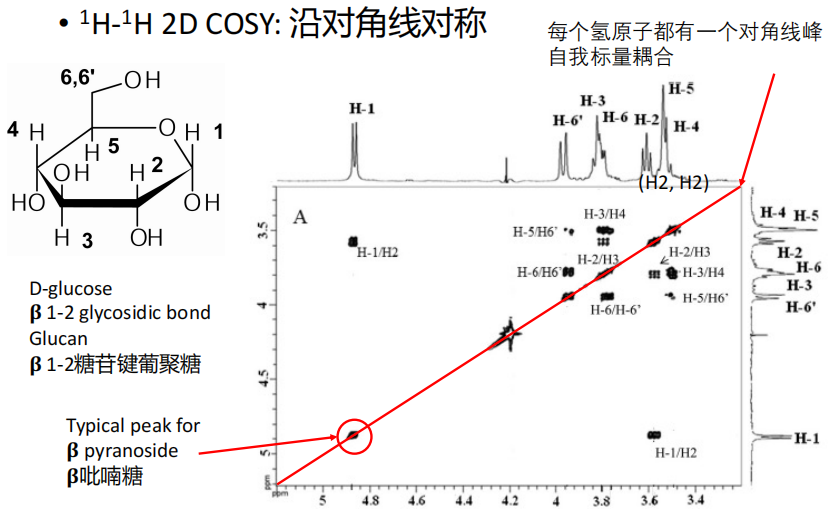 • ¹H-¹H 2D COSY: 沿对角线对称
每个氢原子都有一个对角线峰
自我标量耦合
6,6'
OH
4
H
O
H
1
H
5
OH
H
2
HO
OH
H
3
OH
D-glucose
β 1-2 glycosidic bond
Glucan
β 1-2糖苷键葡聚糖
Typical peak for
β pyranoside
β吡喃糖
H-1
H-6'
H-3
H-6
H-2
H-5
H-4
(H2, H2)
A
H-1/H2
H-5/H6'
H-3/H4
H-2/H3
H-2/H3
H-6/H6'
H-3/H4
H-6/H-6'
H-5/H6'
H-1/H2
H-4
H-5
H-2
H-6
H-3
H-6'
H-1
3.5
4
4.5
5
ppm
ppm
5
4.8
4.6
4.4
4.2
4
3.8
3.6
3.4